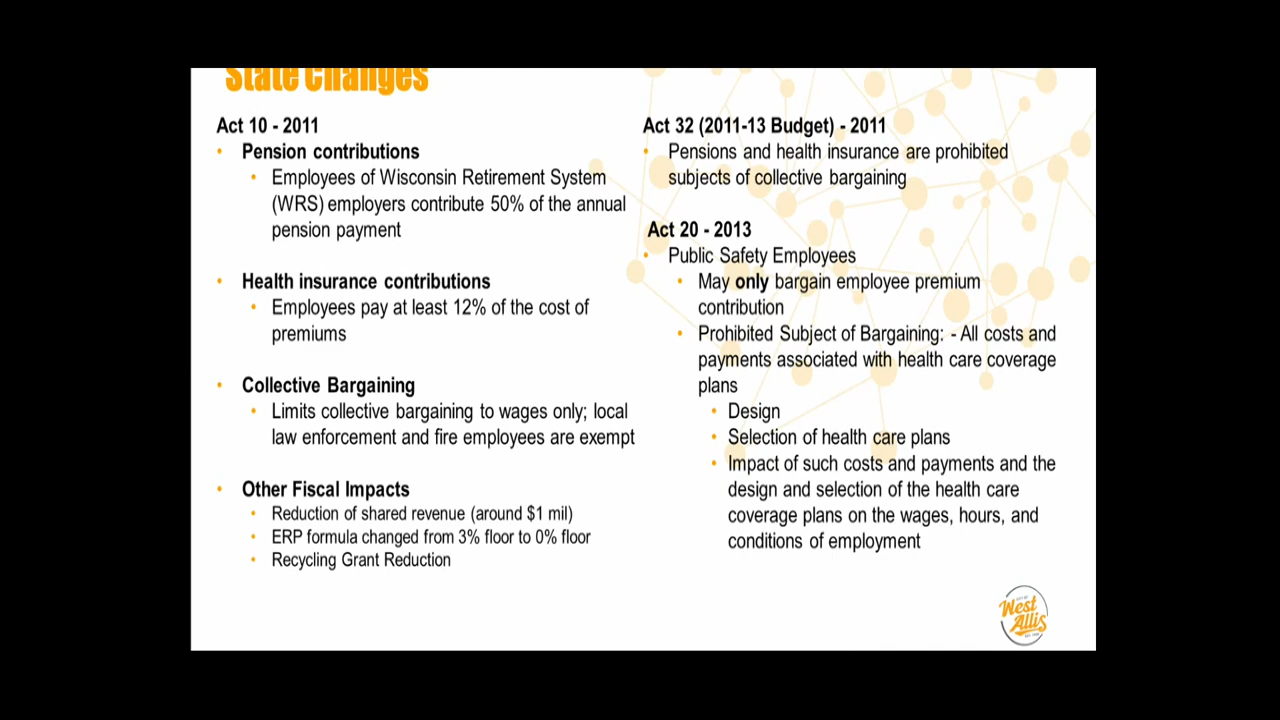 State Changes
Act 10 - 2011
• Pension contributions
• Employees of Wisconsin Retirement System
(WRS) employers contribute 50% of the annual
pension payment
• Health insurance contributions
• Employees pay at least 12% of the cost of
premiums
• Collective Bargaining
• Limits collective bargaining to wages only; local
law enforcement and fire employees are exempt
• Other Fiscal Impacts
• Reduction of shared revenue (around $1 mil)
• ERP formula changed from 3% floor to 0% floor
• Recycling Grant Reduction
Act 32 (2011-13 Budget) - 2011
• Pensions and health insurance are prohibited
subjects of collective bargaining
Act 20 - 2013
• Public Safety Employees
• May only bargain employee premium
contribution
• Prohibited Subject of Bargaining: - All costs and
payments associated with health care coverage
plans
• Design
• Selection of health care plans
• Impact of such costs and payments and the
design and selection of the health care
coverage plans on the wages, hours, and
conditions of employment
West
Allis